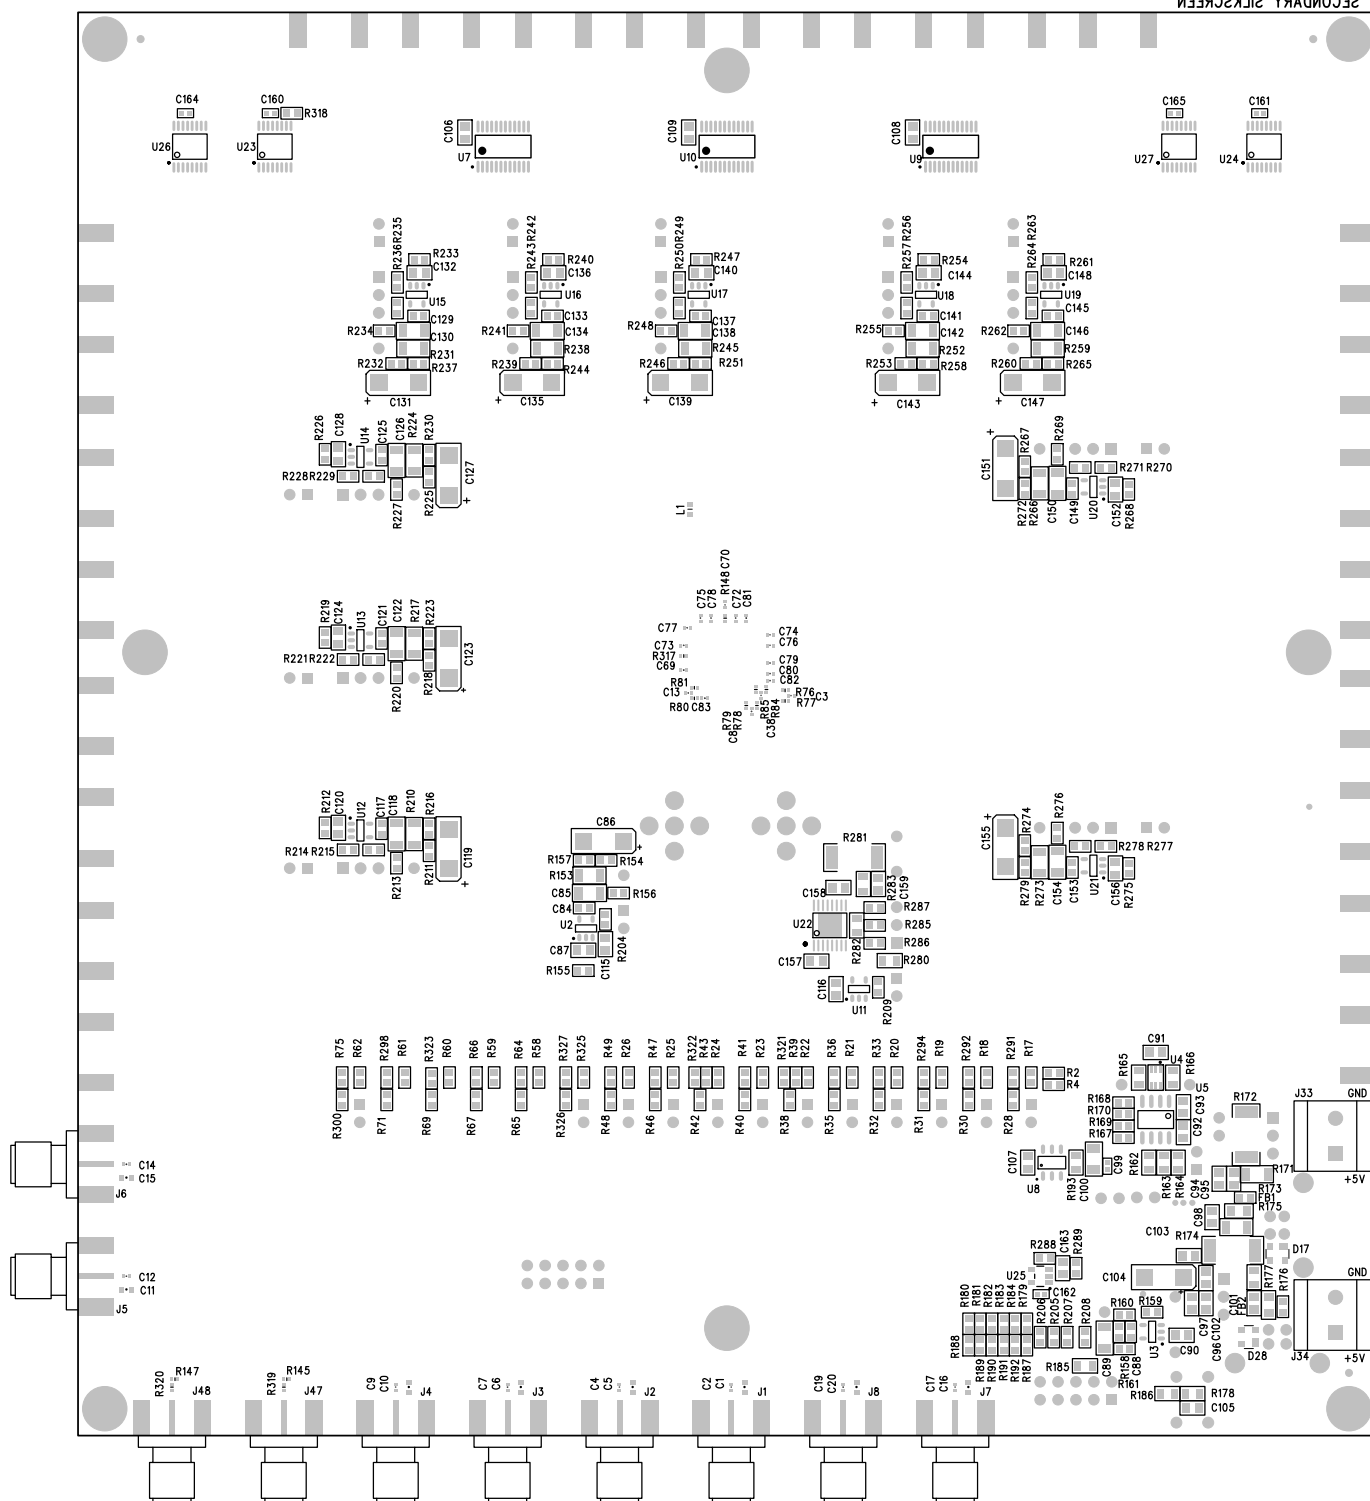 SECONDARY SILKSCREEN
C164
C160
R318
U26
U23
C106
U7
C109
U10
C108
U9
C165
C161
U27
U24
R235
R236
R233
C132
U15
C129
R234
C130
R231
R232
R237
C131
+
R242
R243
R240
C136
U16
C133
R241
C134
R238
R239
R244
C135
+
R249
R250
R247
C140
U17
C137
R248
C138
R245
R246
R251
C139
+
R256
R257
R254
C144
U18
C141
R255
C142
R252
R253
R258
C143
+
R263
R264
R261
C148
U19
C145
R262
C146
R259
R260
R265
C147
+
R226
C128
U14
C125
C126
R224
R230
R228
R229
R227
R225
C127
+
C151
+
R267
R269
R271
R270
R272
R266
C150
C149
U20
C152
R268
L1
R219
C124
U13
C121
C122
R217
R223
R221
R222
R220
R218
C123
+
C75
C78
R148
C70
C72
C81
C77
C74
C76
C73
R317
C69
C79
C80
C82
R81
C13
R80
C83
R76
R77
C3
R79
C8
R78
R85
R84
C38
R212
C120
U12
C117
C118
R210
R216
R214
R215
R213
R211
C119
+
C86
+
R157
R154
R153
C85
R156
C84
U2
C87
R155
C115
R204
R281
C158
R283
C159
R287
U22
R285
R282
R286
C157
R280
C116
U11
R209
C155
+
R274
R276
R278
R277
R279
R273
C154
C153
U21
C156
R275
R75
R62
R298
R61
R323
R60
R66
R59
R64
R58
R327
R325
R49
R26
R47
R25
R322
R43
R24
R41
R23
R321
R39
R22
R36
R21
R33
R20
R294
R19
R292
R18
R291
R17
R2
R4
R300
R71
R69
R67
R65
R326
R48
R46
R42
R40
R38
R35
R32
R31
R30
R28
C91
U4
R165
R166
U5
R168
R170
R169
R167
C93
C92
R172
J33
GND
+5V
C107
U8
R193
C100
C99
R162
R163
R164
C94
C95
R171
R173
FB1
R175
C98
C103
R174
D17
C14
C15
J6
C12
C11
J5
R288
C163
R289
U25
C162
C104
+
R177
R176
GND
R180
R181
R182
R183
R184
R179
R206
R205
R207
R208
R160
R159
C97
C102
C101
FB2
R188
R189
R190
R191
R192
R187
R185
C89
R158
C88
U3
C90
C96
D28
J34
+5V
R161
R186
R178
C105
R320
R147
J48
R319
R145
J47
C9
C10
J4
C7
C6
J3
C4
C5
J2
C2
C1
J1
C19
C20
J8
C17
C16
J7